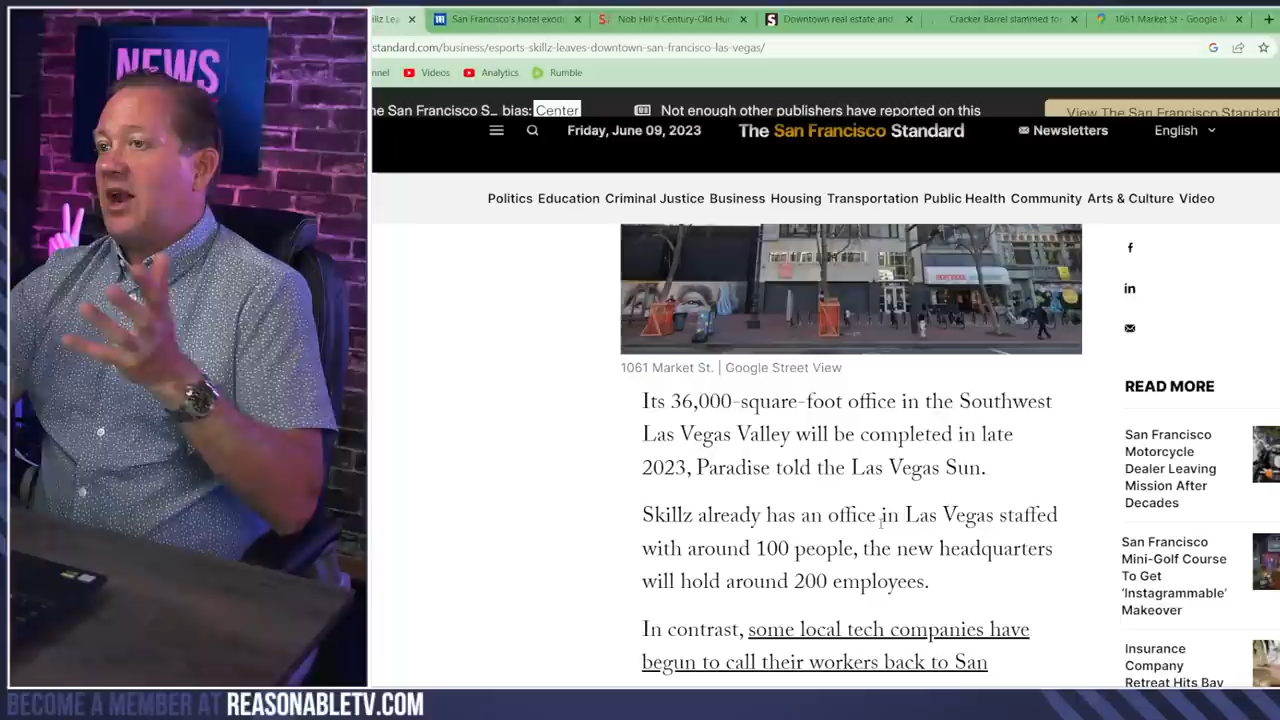 NEWS
illz Lea
San Francisco's hotel exodu
Nob Hill's Century-Old Hu
Downtown real estate and
Cracker Barrel slammed fo
1061 Market St - Google M
standard.com/business/esports-skillz-leaves-downtown-san-francisco-las-vegas/
nnel Videos Analytics Rumble
he San Francisco S... bias: Center
Not enough other publishers have reported on this
View The San Francisco Standard
Friday, June 09, 2023
The San Francisco Standard
Newsletters
English
Politics Education Criminal Justice Business Housing Transportation Public Health Community Arts & Culture Video
1061 Market St. | Google Street View
Its 36,000-square-foot office in the Southwest
Las Vegas Valley will be completed in late
2023, Paradise told the Las Vegas Sun.
Skillz already has an office in Las Vegas staffed
with around 100 people, the new headquarters
will hold around 200 employees.
In contrast, some local tech companies have
begun to call their workers back to San
READ MORE
San Francisco
Motorcycle
Dealer Leaving
Mission After
Decades
San Francisco
Mini-Golf Course
To Get
'Instagrammable'
Makeover
Insurance
Company
Retreat Hits Bay
BECOME A MEMBER AT REASONABLETV.COM